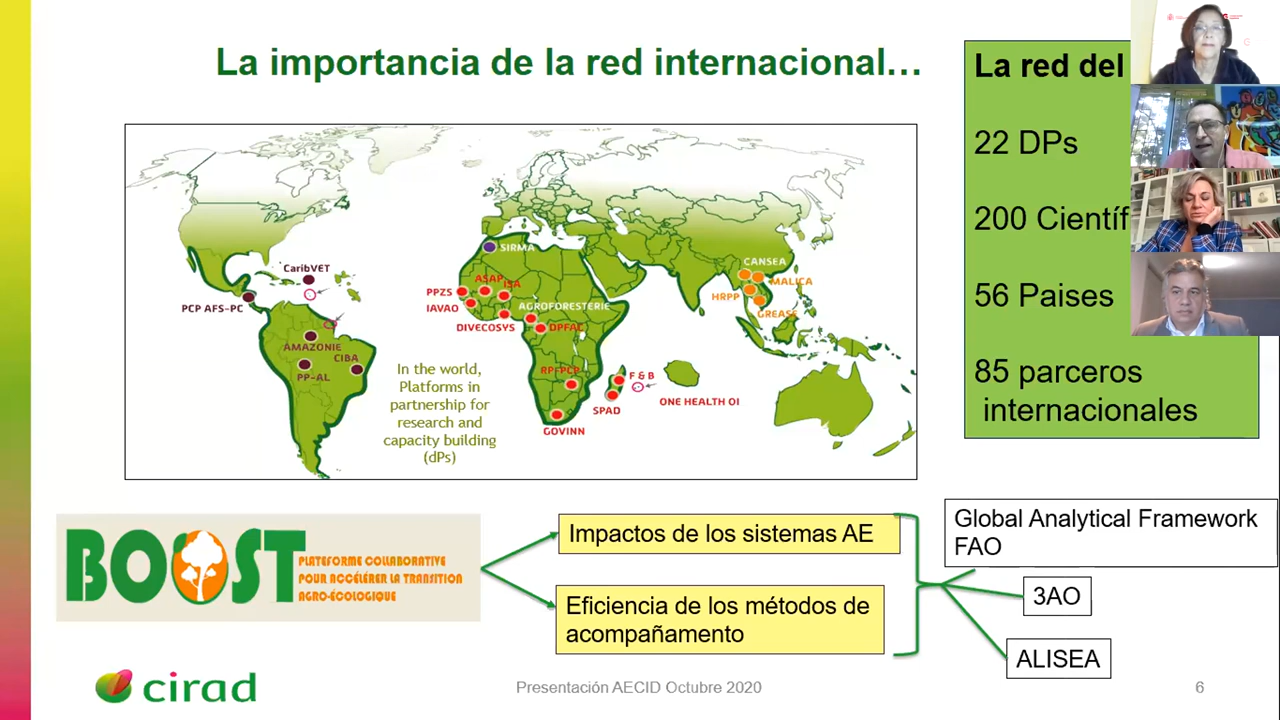 La importancia de la red internacional…
La red del
22 DPs
200 Científ
56 Paises
85 parceros
internacionales
CaribVET
PCP AFS-PC
AMAZONIE
CIBA
PP-AL
SIRMA
PPZS
ASAP
ISA
IAVAO
DIVECOSYS
AGROFORESTERIE
DPFAC
RP-PCP
F & B
SPAD
ONE HEALTH OI
GOVINN
CANSEA
MALICA
HRPP
GREASE
In the world,
Platforms in
partnership for
research and
capacity building
(dPs)
BOOST
PLATEFORME COLLABORATIVE
POUR ACCÉLÉRER LA TRANSITION
AGRO-ÉCOLOGIQUE
Impactos de los sistemas AE
Eficiencia de los métodos de
acompañamento
Global Analytical Framework
FAO
3AO
ALISEA
cirad
Presentación AECID Octubre 2020
6